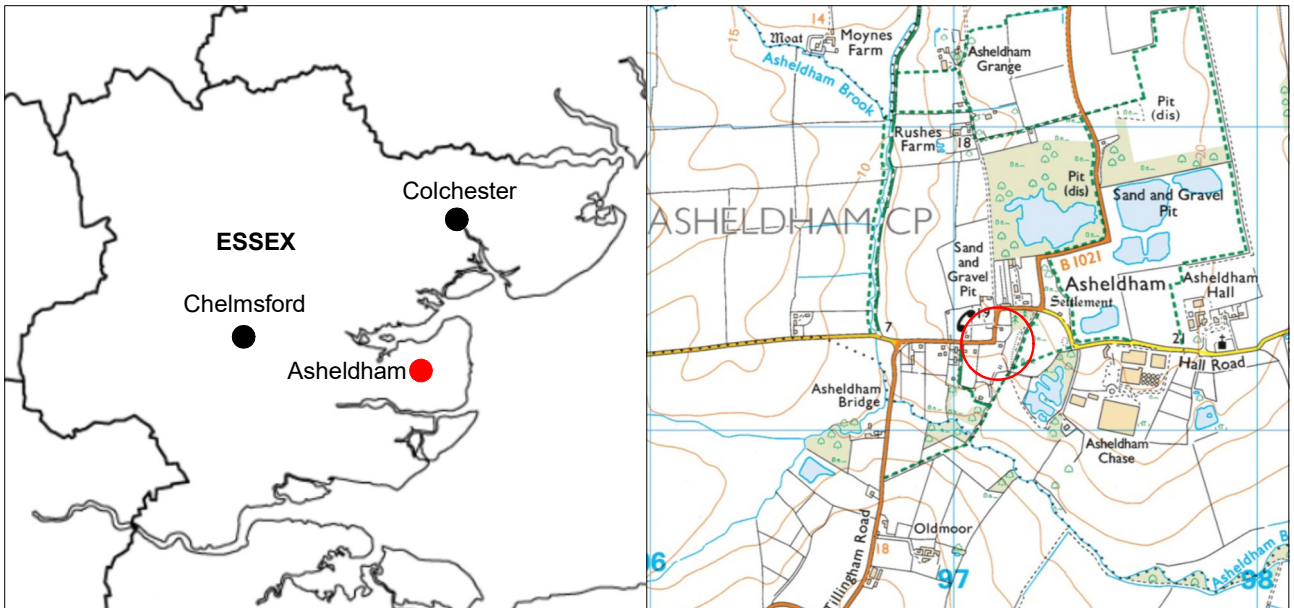 Colchester
ESSEX
Chelmsford
Asheldham
14
15
Moat
Moynes
Farm
Asheldham
Grange
Asheldham Brook
Pit
(dis)
Rushes
Farm
18
10
20
Pit
(dis)
Sand and Gravel
Pit
ASHELDHAM CP
Sand
and
Gravel
Pit
B 1021
Asheldham
Settlement
Asheldham
Hall
7
Hall Road
Asheldham
Bridge
Asheldham
Chase
Oldmoor
18
Tillingham Road
97
98